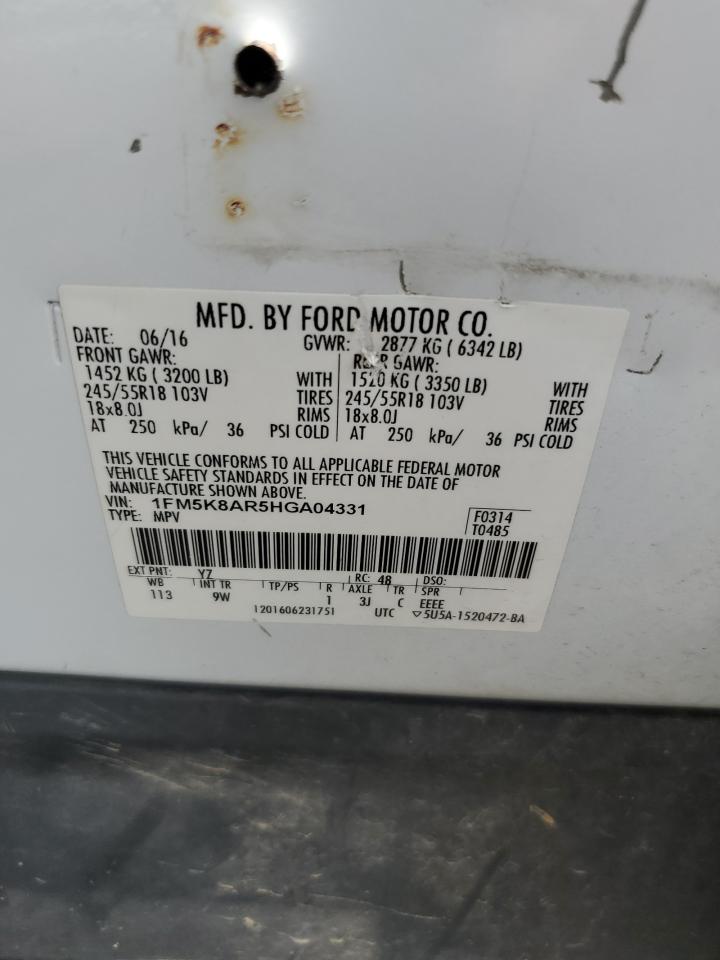 MFD. BY FORD MOTOR CO.
DATE: 06/16 GVWR: 2877 KG ( 6342 LB)
FRONT GAWR: REAR GAWR:
1452 KG ( 3200 LB) WITH 1520 KG ( 3350 LB) WITH
245/55R18 103V TIRES 245/55R18 103V TIRES
18x8.0J RIMS 18x8.0J RIMS
AT 250 kPa/ 36 PSI COLD AT 250 kPa/ 36 PSI COLD
THIS VEHICLE CONFORMS TO ALL APPLICABLE FEDERAL MOTOR
VEHICLE SAFETY STANDARDS IN EFFECT ON THE DATE OF
MANUFACTURE SHOWN ABOVE.
VIN: 1FM5K8AR5HGA04331 F0314
TYPE: MPV T0485
EXT PNT: YZ RC: 48 DSO:
WB INT TR TP/PS R AXLE TR SPR
113 9W 1 3J C EEEE
1201606231751 UTC ▽5U5A-1520472-BA